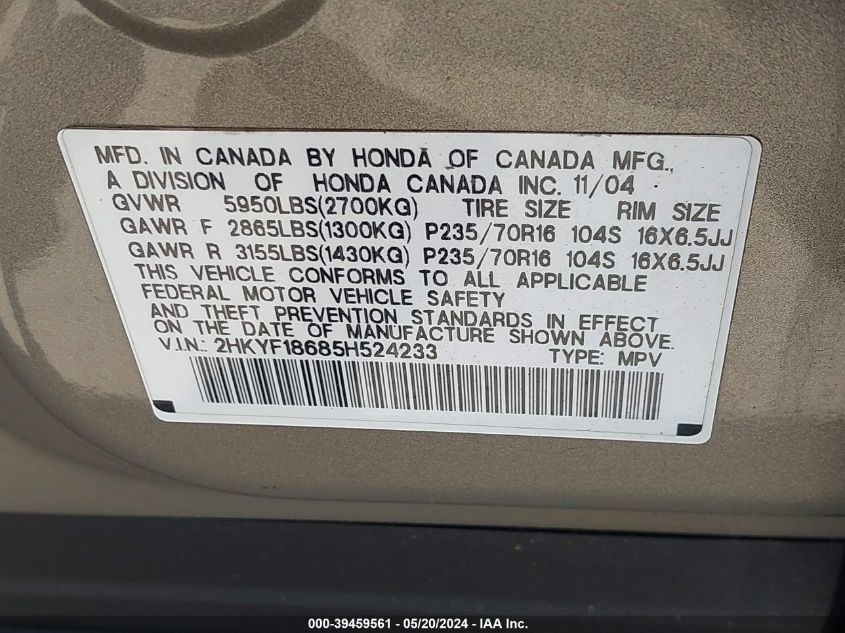 MFD. IN CANADA BY HONDA OF CANADA MFG.,
A DIVISION OF HONDA CANADA INC. 11/04
GVWR 5950LBS(2700KG) TIRE SIZE RIM SIZE
GAWR F 2865LBS(1300KG) P235/70R16 104S 16X6.5JJ
GAWR R 3155LBS(1430KG) P235/70R16 104S 16X6.5JJ
THIS VEHICLE CONFORMS TO ALL APPLICABLE
FEDERAL MOTOR VEHICLE SAFETY
AND THEFT PREVENTION STANDARDS IN EFFECT
ON THE DATE OF MANUFACTURE SHOWN ABOVE.
V.I.N.: 2HKYF18685H524233 TYPE: MPV
000-39459561 - 05/20/2024 - IAA Inc.